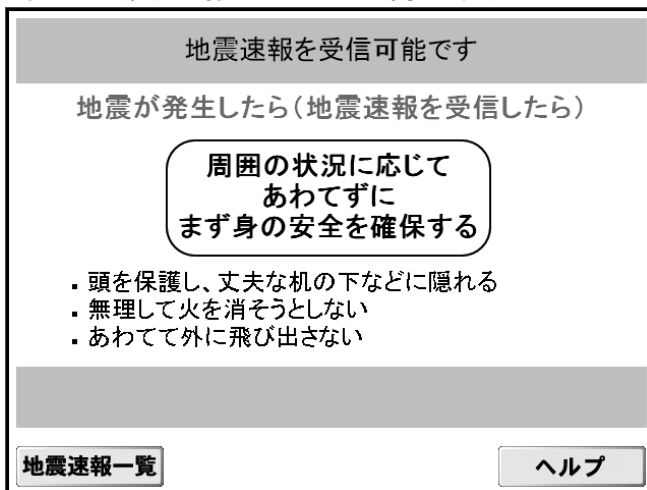 地震速報を受信可能です
地震が発生したら(地震速報を受信したら)
周囲の状況に応じて
あわてずに
まず身の安全を確保する
・頭を保護し、丈夫な机の下などに隠れる
・無理して火を消そうとしない
・あわてて外に飛び出さない
地震速報一覧
ヘルプ